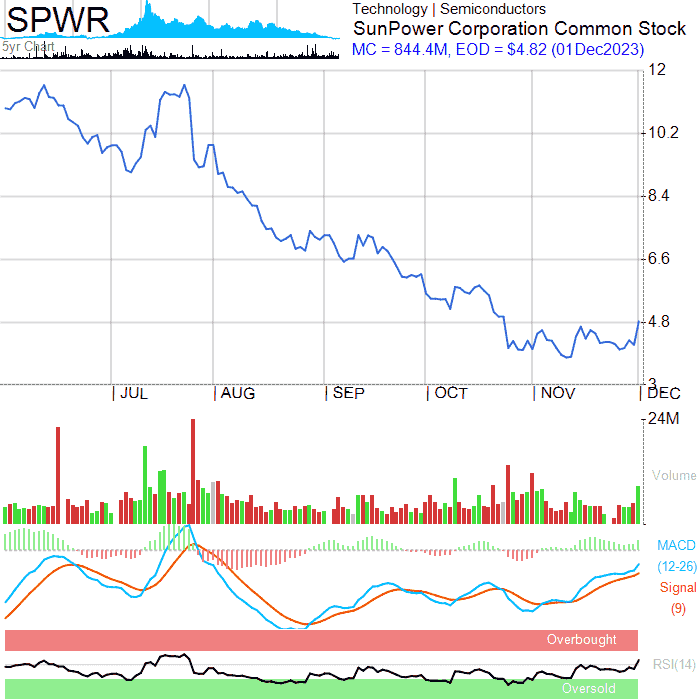 SPWR
5yr Chart
Technology | Semiconductors
SunPower Corporation Common Stock
MC = 844.4M, EOD = $4.82 (01Dec2023)
12
10.2
8.4
6.6
4.8
3
| JUL | AUG | SEP | OCT | NOV | DEC
24M
Volume
MACD
(12-26)
Signal
(9)
Overbought
RSI(14)
Oversold